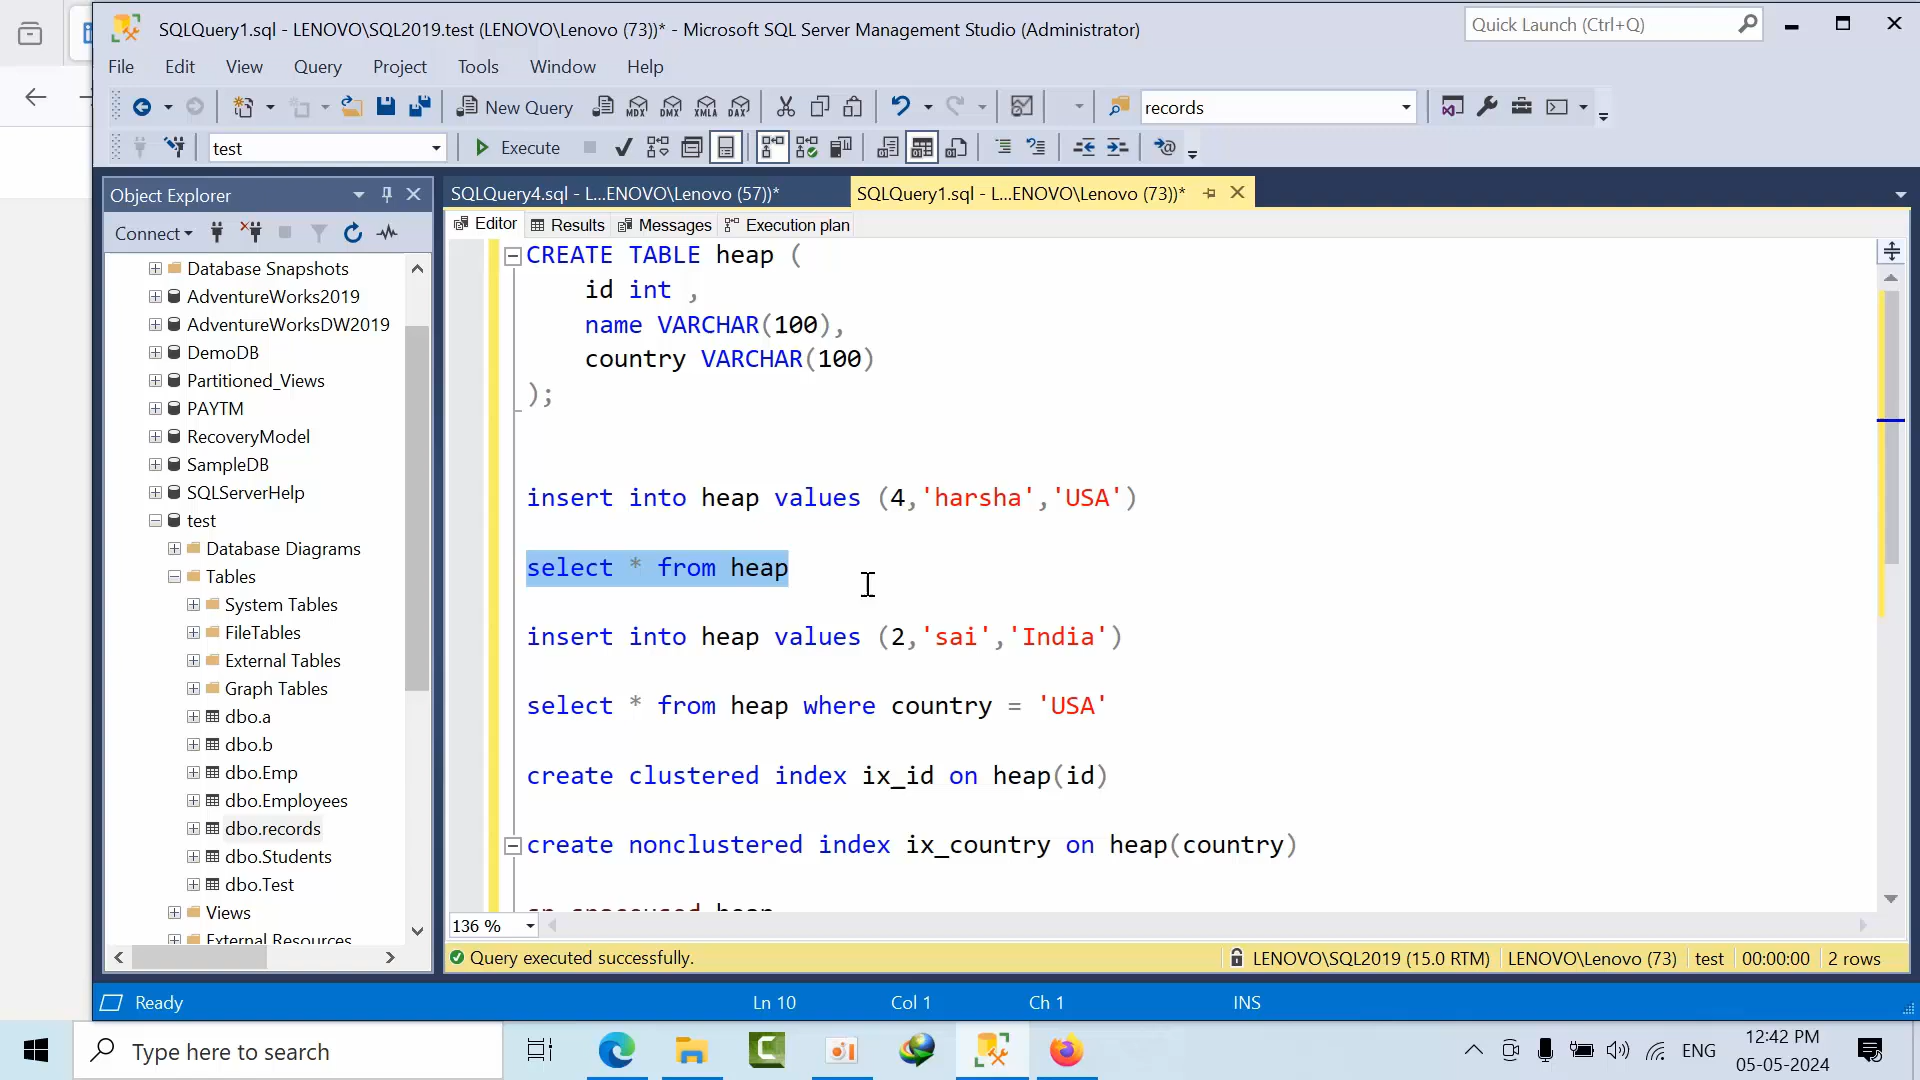 SQLQuery1.sql - LENOVO\SQL2019.test (LENOVO\Lenovo (73))* - Microsoft SQL Server Management Studio (Administrator)
Quick Launch (Ctrl+Q)
File Edit View Query Project Tools Window Help
New Query
MDX DMX XMLA DAX
records
test
Execute
Object Explorer
SQLQuery4.sql - L...ENOVO\Lenovo (57))*
SQLQuery1.sql - L...ENOVO\Lenovo (73))*
Connect
Editor Results Messages Execution plan
Database Snapshots
AdventureWorks2019
AdventureWorksDW2019
DemoDB
Partitioned_Views
PAYTM
RecoveryModel
SampleDB
SQLServerHelp
test
Database Diagrams
Tables
System Tables
FileTables
External Tables
Graph Tables
dbo.a
dbo.b
dbo.Emp
dbo.Employees
dbo.records
dbo.Students
dbo.Test
Views
External Resources
CREATE TABLE heap (
id int ,
name VARCHAR(100),
country VARCHAR(100)
);
insert into heap values (4,'harsha','USA')
select * from heap
insert into heap values (2,'sai','India')
select * from heap where country = 'USA'
create clustered index ix_id on heap(id)
create nonclustered index ix_country on heap(country)
sp_spaceused heap
136 %
Query executed successfully.
LENOVO\SQL2019 (15.0 RTM) LENOVO\Lenovo (73) test 00:00:00 2 rows
Ready Ln 10 Col 1 Ch 1 INS
Type here to search
ENG
12:42 PM
05-05-2024